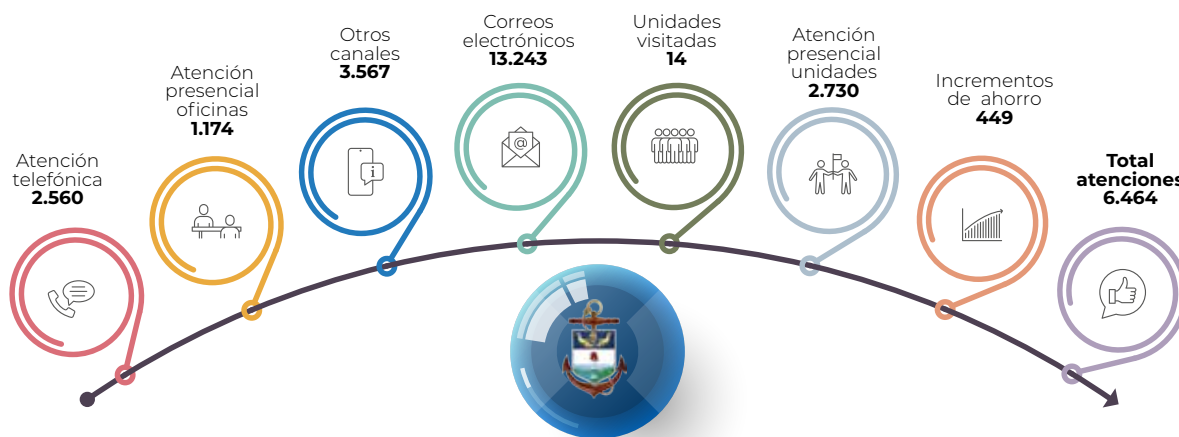 Atención
telefónica
2.560
Atención
presencial
oficinas
1.174
Otros
canales
3.567
Correos
electrónicos
13.243
Unidades
visitadas
14
Atención
presencial
unidades
2.730
Incrementos
de ahorro
449
Total
atenciones
6.464